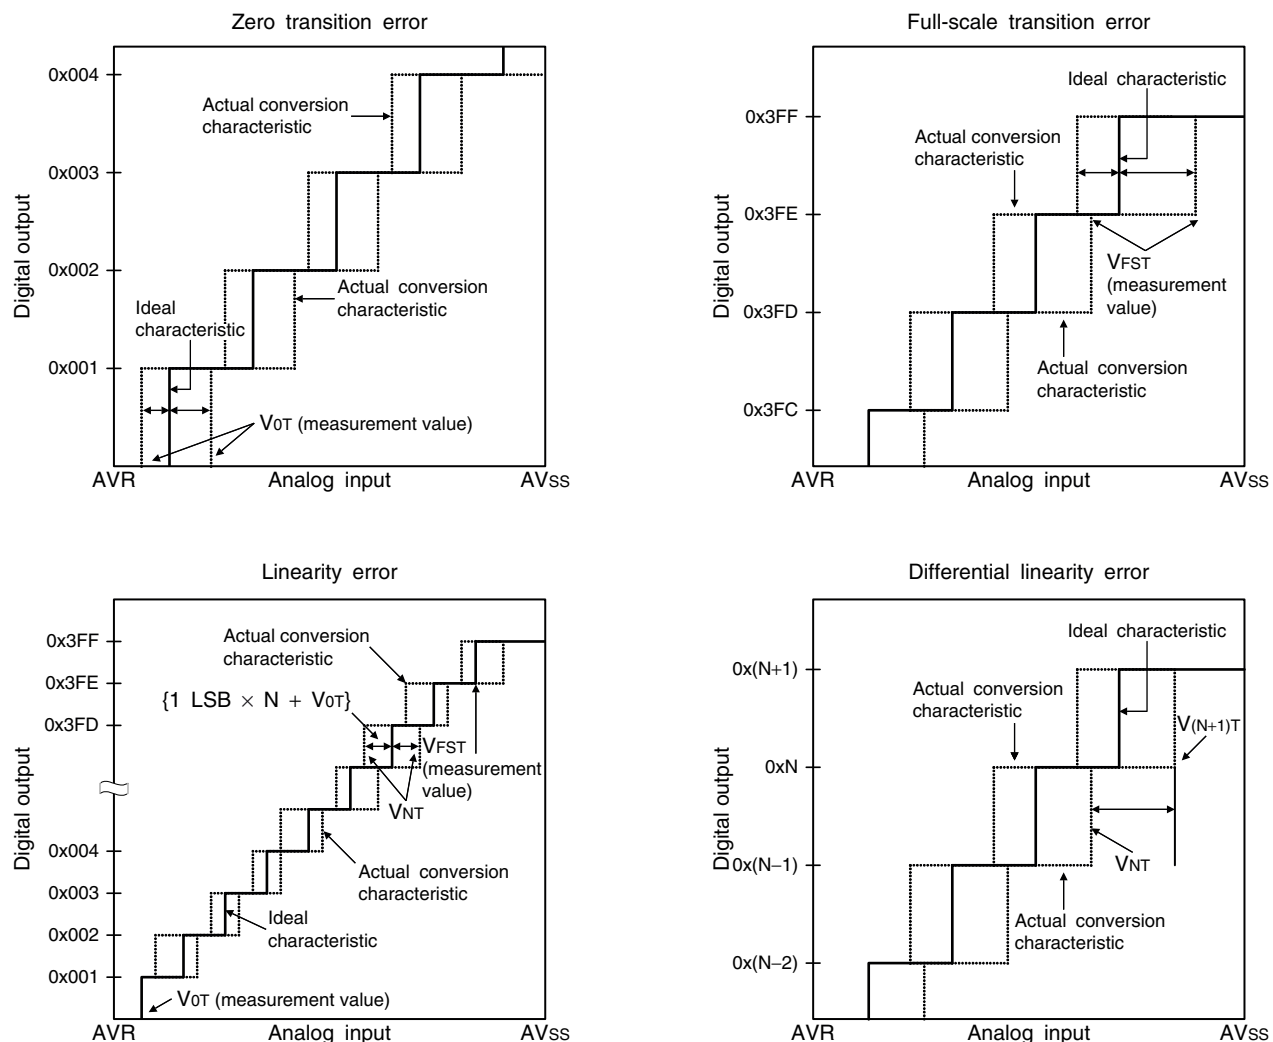 Zero transition error
Digital output
0x004
0x003
0x002
0x001
Actual conversion
characteristic
Actual conversion
characteristic
Ideal
characteristic
V0T (measurement value)
AVR
Analog input
AVSS
Full-scale transition error
Digital output
0x3FF
0x3FE
0x3FD
0x3FC
Ideal characteristic
Actual conversion
characteristic
VFST
(measurement
value)
Actual conversion
characteristic
AVR
Analog input
AVSS
Linearity error
Digital output
0x3FF
0x3FE
0x3FD
0x004
0x003
0x002
0x001
Actual conversion
characteristic
{1 LSB × N + V0T}
VFST
(measurement
value)
VNT
Actual conversion
characteristic
Ideal
characteristic
V0T (measurement value)
AVR
Analog input
AVSS
Differential linearity error
Digital output
0x(N+1)
0xN
0x(N−1)
0x(N−2)
Ideal characteristic
Actual conversion
characteristic
V(N+1)T
VNT
Actual conversion
characteristic
AVR
Analog input
AVSS